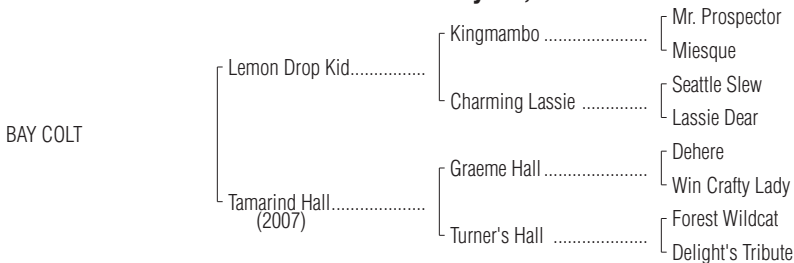 Mr. Prospector
Kingmambo .....................
Miesque
Lemon Drop Kid................
Seattle Slew
Charming Lassie .............
Lassie Dear
BAY COLT
Dehere
Graeme Hall.....................
Win Crafty Lady
Tamarind Hall....................
(2007)
Forest Wildcat
Turner's Hall ...................
Delight's Tribute